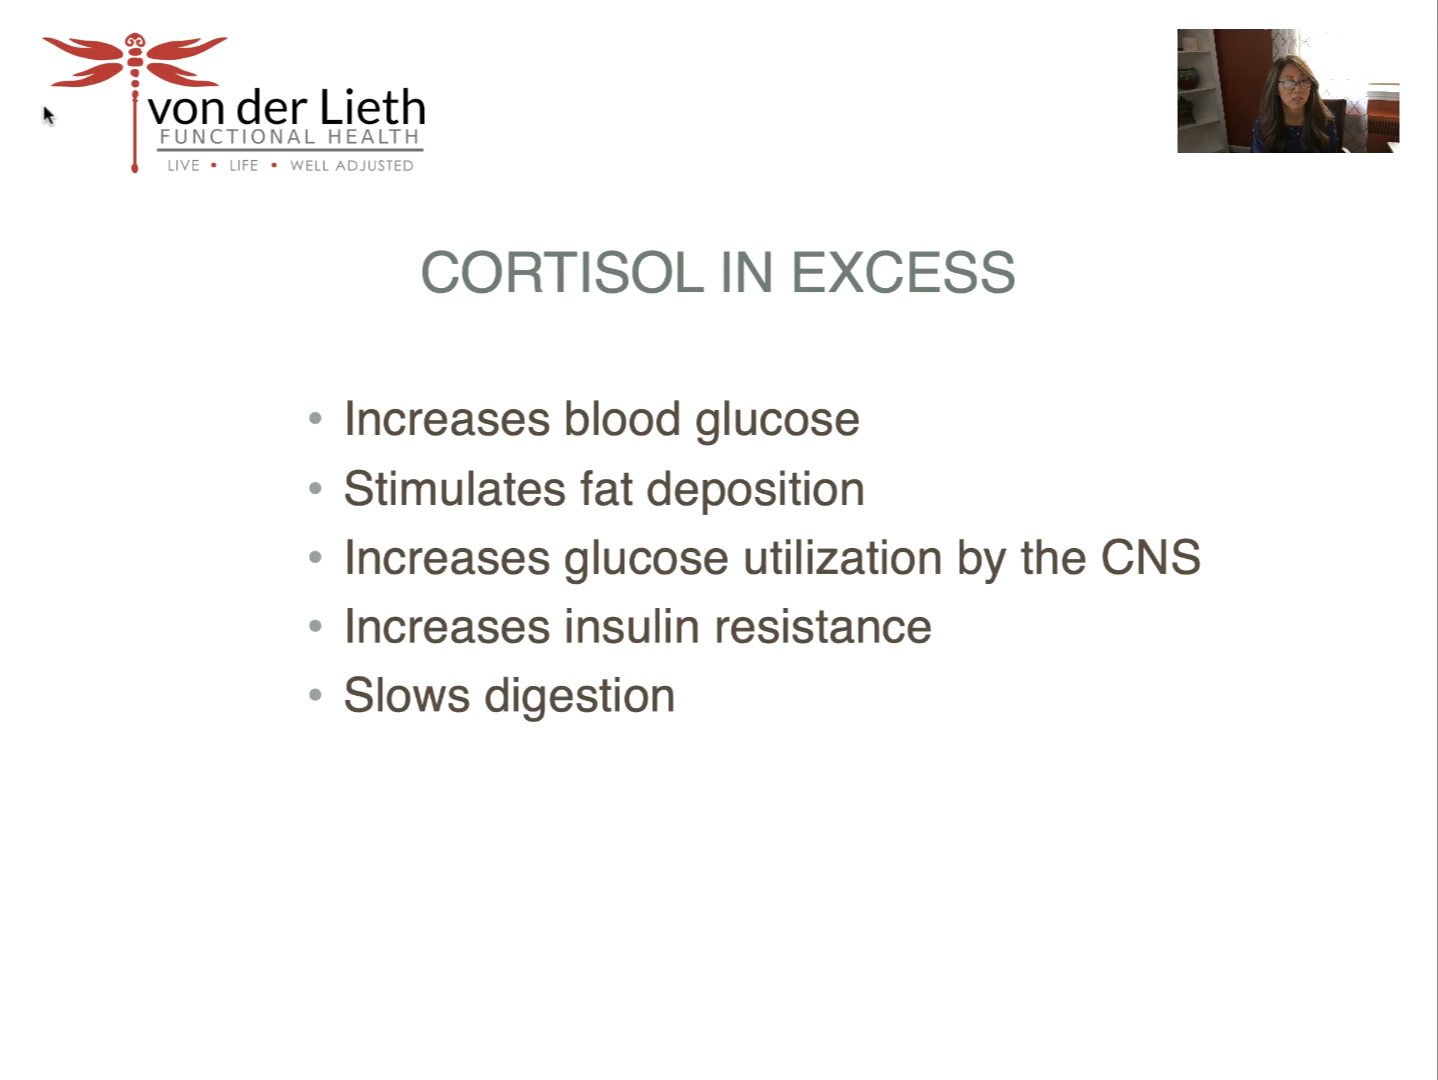 von der Lieth
FUNCTIONAL HEALTH
LIVE • LIFE • WELL ADJUSTED
CORTISOL IN EXCESS
• Increases blood glucose
• Stimulates fat deposition
• Increases glucose utilization by the CNS
• Increases insulin resistance
• Slows digestion